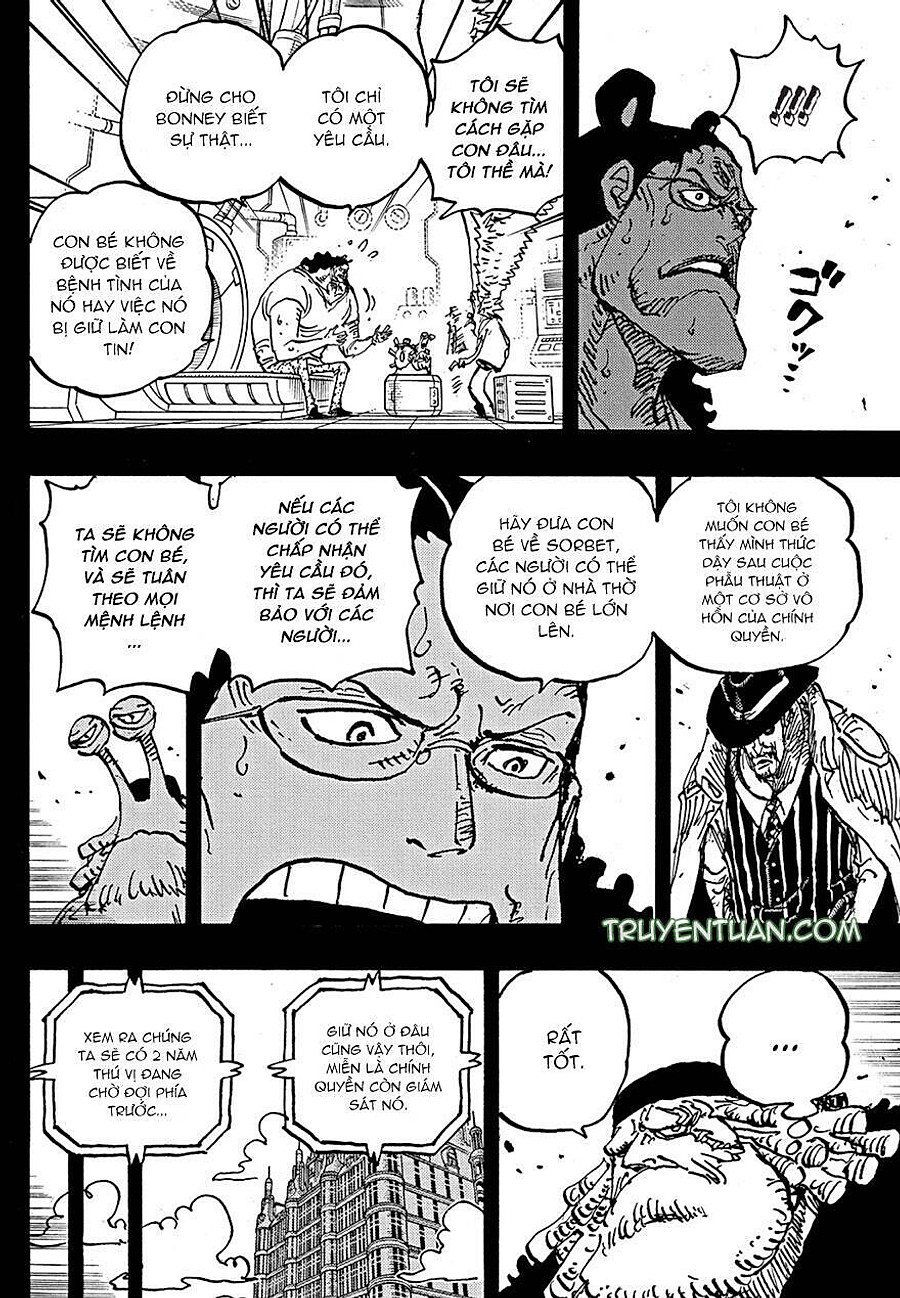 !!!!
ゴクッ…
TÔI SẼ
KHÔNG TÌM
CÁCH GẶP
CON ĐÂU...
TÔI THỀ MÀ!
TÔI CHỈ
CÓ MỘT
YÊU CẦU.
ĐỪNG CHO
BONNEY BIẾT
SỰ THẬT...
CON BÉ KHÔNG
ĐƯỢC BIẾT VỀ
BỆNH TÌNH CỦA
NÓ HAY VIỆC NÓ
BỊ GIỮ LÀM CON
TIN!
TÔI KHÔNG
MUỐN CON BÉ
THẤY MÌNH THỨC
DẬY SAU CUỘC
PHẪU THUẬT Ở
MỘT CƠ SỞ VÔ
HỒN CỦA CHÍNH
QUYỀN.
HÃY ĐƯA CON
BÉ VỀ SORBET,
CÁC NGƯỜI CÓ THỂ
GIỮ NÓ Ở NHÀ THỜ
NƠI CON BÉ LỚN
LÊN.
NẾU CÁC
NGƯỜI CÓ THỂ
CHẤP NHẬN
YÊU CẦU ĐÓ,
THÌ TA SẼ ĐẢM
BẢO VỚI CÁC
NGƯỜI...
TA SẼ KHÔNG
TÌM CON BÉ,
VÀ SẼ TUÂN
THEO MỌI
MỆNH LỆNH
...
TRUYENTUAN.COM
...
RẤT
TỐT.
GIỮ NÓ Ở ĐÂU
CŨNG VẬY THÔI,
MIỄN LÀ CHÍNH
QUYỀN CÒN GIÁM
SÁT NÓ.
XEM RA CHÚNG
TA SẼ CÓ 2 NĂM
THÚ VỊ ĐANG
CHỜ ĐỢI PHÍA
TRƯỚC...